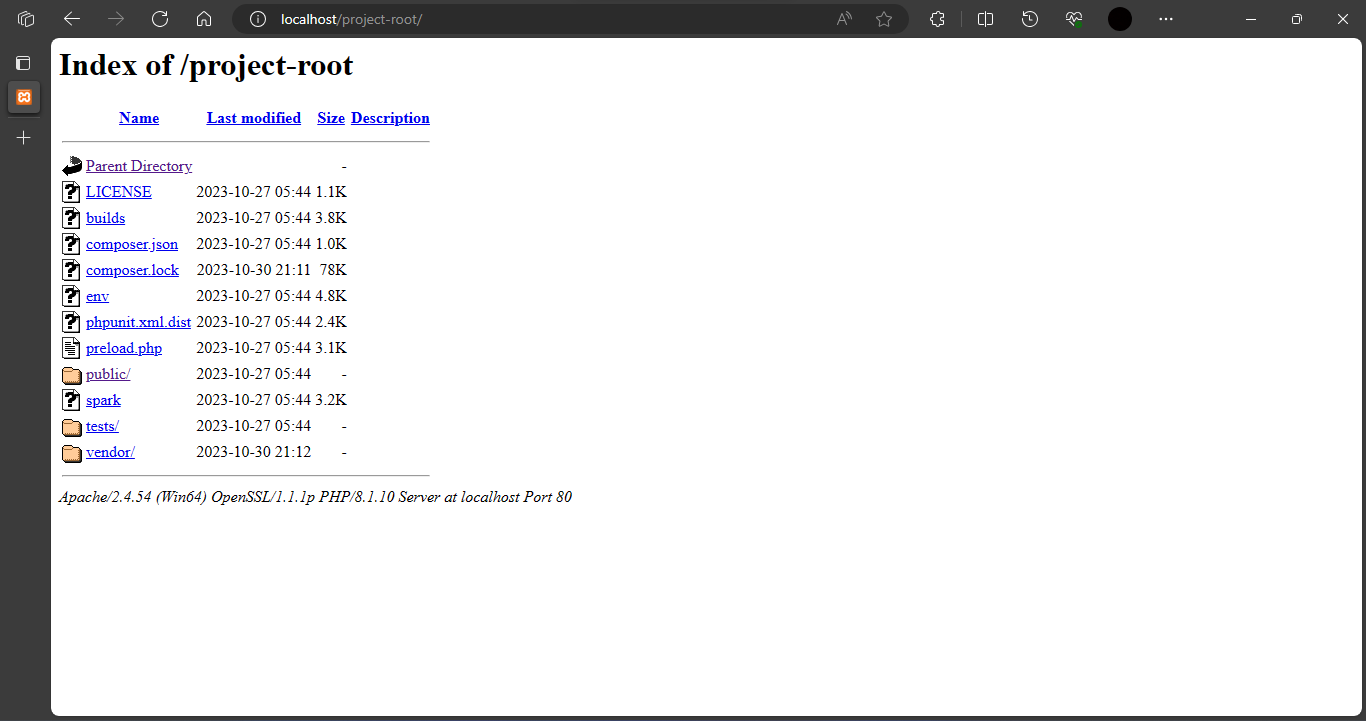 localhost/project-root/
Index of /project-root
Name Last modified Size Description
Parent Directory -
LICENSE 2023-10-27 05:44 1.1K
builds 2023-10-27 05:44 3.8K
composer.json 2023-10-27 05:44 1.0K
composer.lock 2023-10-30 21:11 78K
env 2023-10-27 05:44 4.8K
phpunit.xml.dist 2023-10-27 05:44 2.4K
preload.php 2023-10-27 05:44 3.1K
public/ 2023-10-27 05:44 -
spark 2023-10-27 05:44 3.2K
tests/ 2023-10-27 05:44 -
vendor/ 2023-10-30 21:12 -
Apache/2.4.54 (Win64) OpenSSL/1.1.1p PHP/8.1.10 Server at localhost Port 80